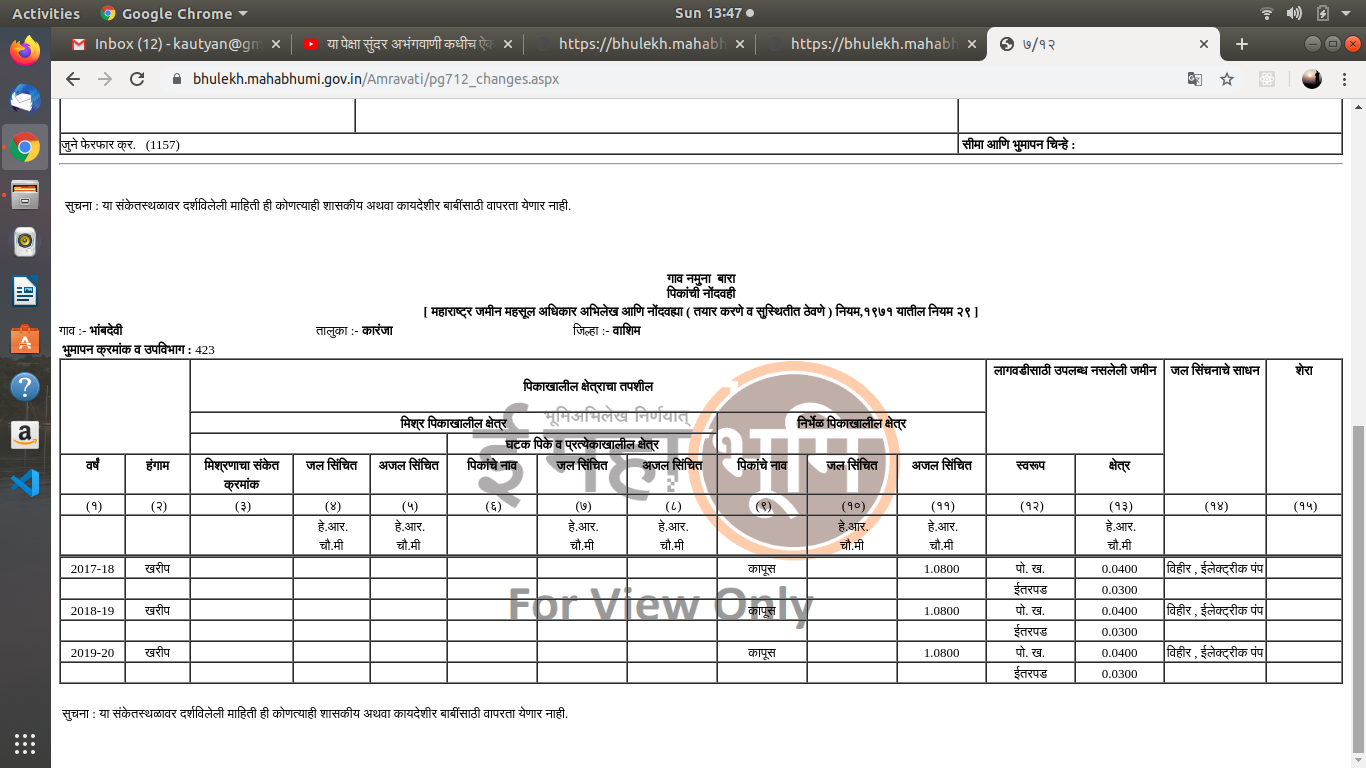 Activities Google Chrome Sun 13:47
Inbox (12) - kautyan@gm या पेक्षा सुंदर अभंगवाणी कधीच ऐक https://bhulekh.mahabh https://bhulekh.mahabh ७/१२
bhulekh.mahabhumi.gov.in/Amravati/pg712_changes.aspx
जुने फेरफार क्र. (1157) सीमा आणि भुमापन चिन्हे :
सुचना : या संकेतस्थळावर दर्शविलेली माहिती ही कोणत्याही शासकीय अथवा कायदेशीर बाबींसाठी वापरता येणार नाही.
गाव नमुना बारा
पिकांची नोंदवही
[ महाराष्ट्र जमीन महसूल अधिकार अभिलेख आणि नोंदवह्या ( तयार करणे व सुस्थितीत ठेवणे ) नियम,१९७१ यातील नियम २९ ]
गाव :- भांबदेवी तालुका :- कारंजा जिल्हा :- वाशिम
भुमापन क्रमांक व उपविभाग : 423
पिकाखालील क्षेत्राचा तपशील लागवडीसाठी उपलब्ध नसलेली जमीन जल सिंचनाचे साधन शेरा
मिश्र पिकाखालील क्षेत्र निर्भेळ पिकाखालील क्षेत्र
घटक पिके व प्रत्येकाखालील क्षेत्र
वर्षं हंगाम मिश्रणाचा संकेत क्रमांक जल सिंचित अजल सिंचित पिकांचे नाव जल सिंचित अजल सिंचित पिकांचे नाव जल सिंचित अजल सिंचित स्वरूप क्षेत्र
(१) (२) (३) (४) (५) (६) (७) (८) (९) (१०) (११) (१२) (१३) (१४) (१५)
हे.आर. हे.आर. हे.आर. हे.आर. हे.आर. हे.आर. हे.आर.
चौ.मी चौ.मी चौ.मी चौ.मी चौ.मी चौ.मी चौ.मी
2017-18 खरीप कापूस 1.0800 पो. ख. 0.0400 विहीर , ईलेक्ट्रीक पंप
ईतरपड 0.0300
2018-19 खरीप कापूस 1.0800 पो. ख. 0.0400 विहीर , ईलेक्ट्रीक पंप
ईतरपड 0.0300
2019-20 खरीप कापूस 1.0800 पो. ख. 0.0400 विहीर , ईलेक्ट्रीक पंप
ईतरपड 0.0300
भूमिअभिलेख निर्णयात्
ई महाभूमि
For View Only
सुचना : या संकेतस्थळावर दर्शविलेली माहिती ही कोणत्याही शासकीय अथवा कायदेशीर बाबींसाठी वापरता येणार नाही.